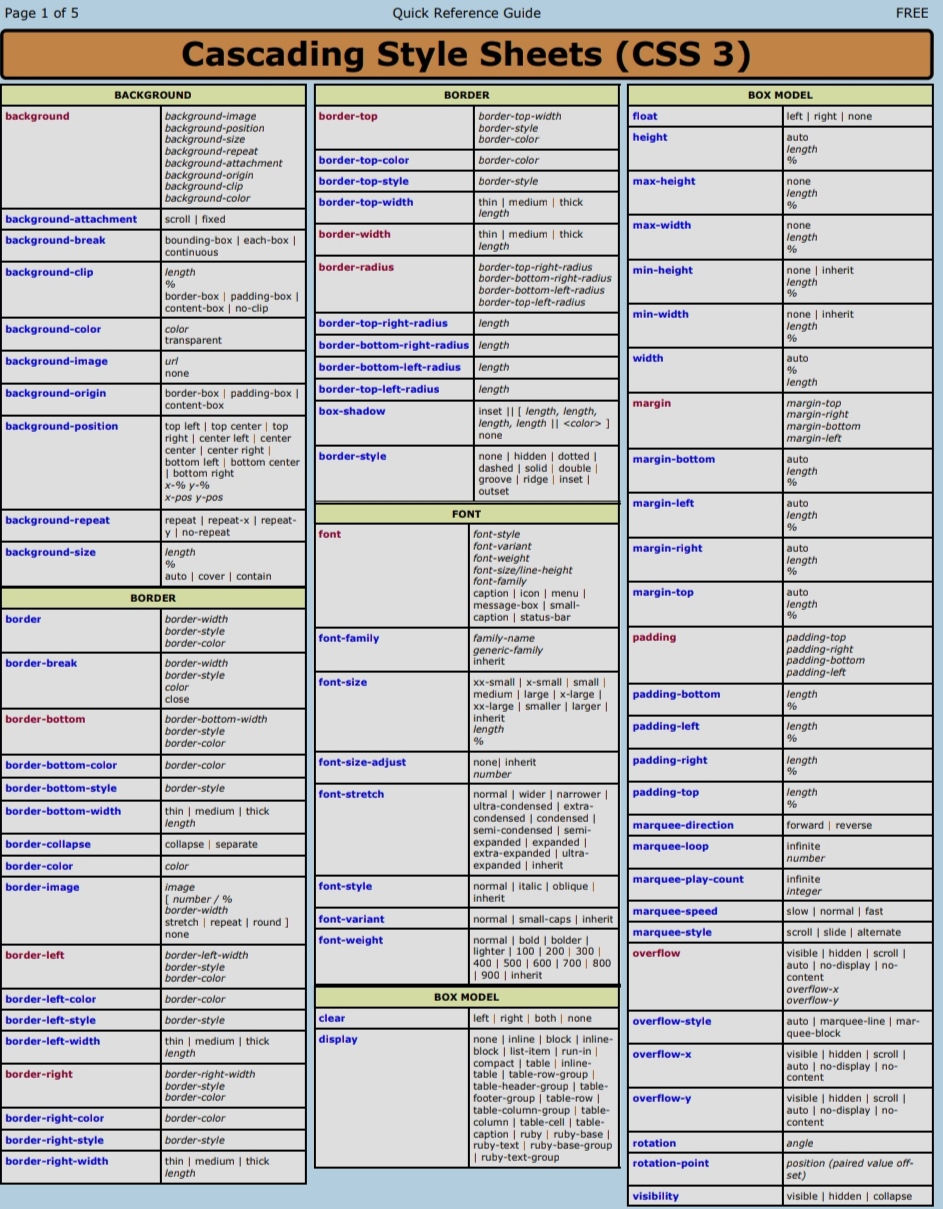 Page 1 of 5
Quick Reference Guide
FREE
Cascading Style Sheets (CSS 3)
BACKGROUND
background
background-image
background-position
background-size
background-repeat
background-attachment
background-origin
background-clip
background-color
background-attachment
scroll | fixed
background-break
bounding-box | each-box |
continuous
background-clip
length
%
border-box | padding-box |
content-box | no-clip
background-color
color
transparent
background-image
url
none
background-origin
border-box | padding-box |
content-box
background-position
top left | top center | top
right | center left | center
center | center right |
bottom left | bottom center
| bottom right
x-% y-%
x-pos y-pos
background-repeat
repeat | repeat-x | repeat-
y | no-repeat
background-size
length
%
auto | cover | contain
BORDER
border
border-width
border-style
border-color
border-break
border-width
border-style
color
close
border-bottom
border-bottom-width
border-style
border-color
border-bottom-color
border-color
border-bottom-style
border-style
border-bottom-width
thin | medium | thick
length
border-collapse
collapse | separate
border-color
color
border-image
image
[ number / %
border-width
stretch | repeat | round ]
none
border-left
border-left-width
border-style
border-color
border-left-color
border-color
border-left-style
border-style
border-left-width
thin | medium | thick
length
border-right
border-right-width
border-style
border-color
border-right-color
border-color
border-right-style
border-style
border-right-width
thin | medium | thick
length
BORDER
border-top
border-top-width
border-style
border-color
border-top-color
border-color
border-top-style
border-style
border-top-width
thin | medium | thick
length
border-width
thin | medium | thick
length
border-radius
border-top-right-radius
border-bottom-right-radius
border-bottom-left-radius
border-top-left-radius
border-top-right-radius
length
border-bottom-right-radius
length
border-bottom-left-radius
length
border-top-left-radius
length
box-shadow
inset || [ length, length,
length, length || <color> ]
none
border-style
none | hidden | dotted |
dashed | solid | double |
groove | ridge | inset |
outset
FONT
font
font-style
font-variant
font-weight
font-size/line-height
font-family
caption | icon | menu |
message-box | small-
caption | status-bar
font-family
family-name
generic-family
inherit
font-size
xx-small | x-small | small |
medium | large | x-large |
xx-large | smaller | larger |
inherit
length
%
font-size-adjust
none| inherit
number
font-stretch
normal | wider | narrower |
ultra-condensed | extra-
condensed | condensed |
semi-condensed | semi-
expanded | expanded |
extra-expanded | ultra-
expanded | inherit
font-style
normal | italic | oblique |
inherit
font-variant
normal | small-caps | inherit
font-weight
normal | bold | bolder |
lighter | 100 | 200 | 300 |
400 | 500 | 600 | 700 | 800
| 900 | inherit
BOX MODEL
clear
left | right | both | none
display
none | inline | block | inline-
block | list-item | run-in |
compact | table | inline-
table | table-row-group |
table-header-group | table-
footer-group | table-row |
table-column-group | table-
column | table-cell | table-
caption | ruby | ruby-base |
ruby-text | ruby-base-group
| ruby-text-group
BOX MODEL
float
left | right | none
height
auto
length
%
max-height
none
length
%
max-width
none
length
%
min-height
none | inherit
length
%
min-width
none | inherit
length
%
width
auto
%
length
margin
margin-top
margin-right
margin-bottom
margin-left
margin-bottom
auto
length
%
margin-left
auto
length
%
margin-right
auto
length
%
margin-top
auto
length
%
padding
padding-top
padding-right
padding-bottom
padding-left
padding-bottom
length
%
padding-left
length
%
padding-right
length
%
padding-top
length
%
marquee-direction
forward | reverse
marquee-loop
infinite
number
marquee-play-count
infinite
integer
marquee-speed
slow | normal | fast
marquee-style
scroll | slide | alternate
overflow
visible | hidden | scroll |
auto | no-display | no-
content
overflow-x
overflow-y
overflow-style
auto | marquee-line | mar-
quee-block
overflow-x
visible | hidden | scroll |
auto | no-display | no-
content
overflow-y
visible | hidden | scroll |
auto | no-display | no-
content
rotation
angle
rotation-point
position (paired value off-
set)
visibility
visible | hidden | collapse